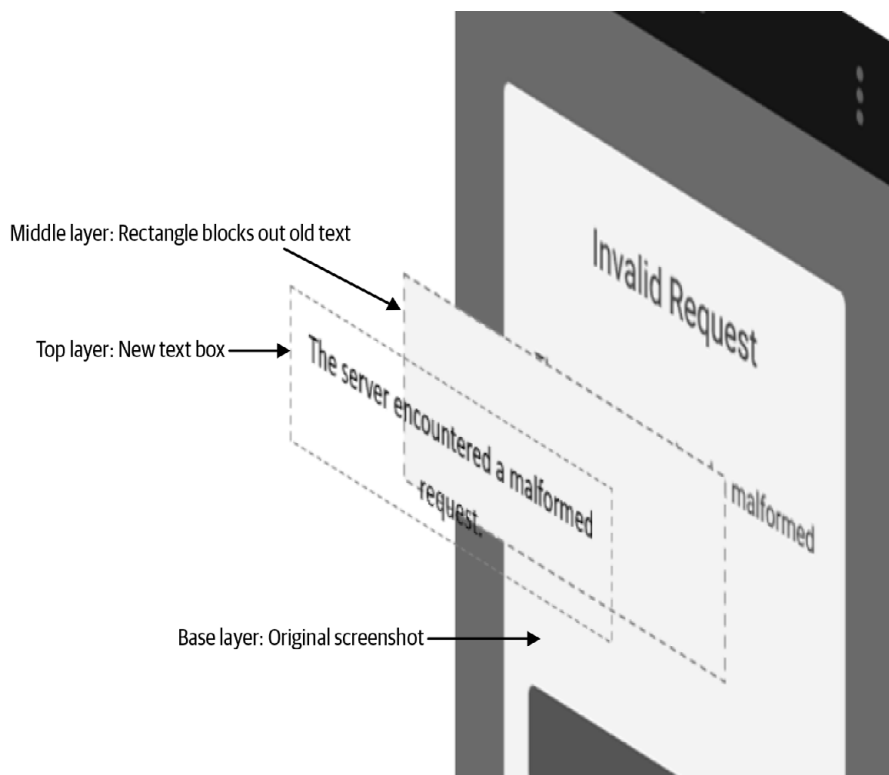 Invalid Request
Middle layer: Rectangle blocks out old text
Top layer: New text box
The server encountered a malformed
request.
malformed
Base layer: Original screenshot